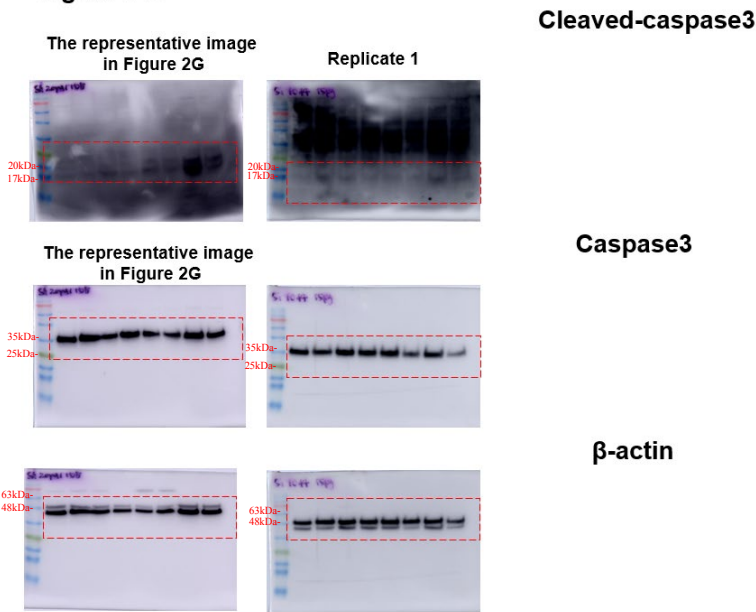 Cleaved-caspase3
The representative image
in Figure 2G
Replicate 1
20kDa-
17kDa-
20kDa-
17kDa-
Caspase3
The representative image
in Figure 2G
35kDa-
25kDa-
35kDa-
25kDa-
β-actin
63kDa-
48kDa-
63kDa-
48kDa-